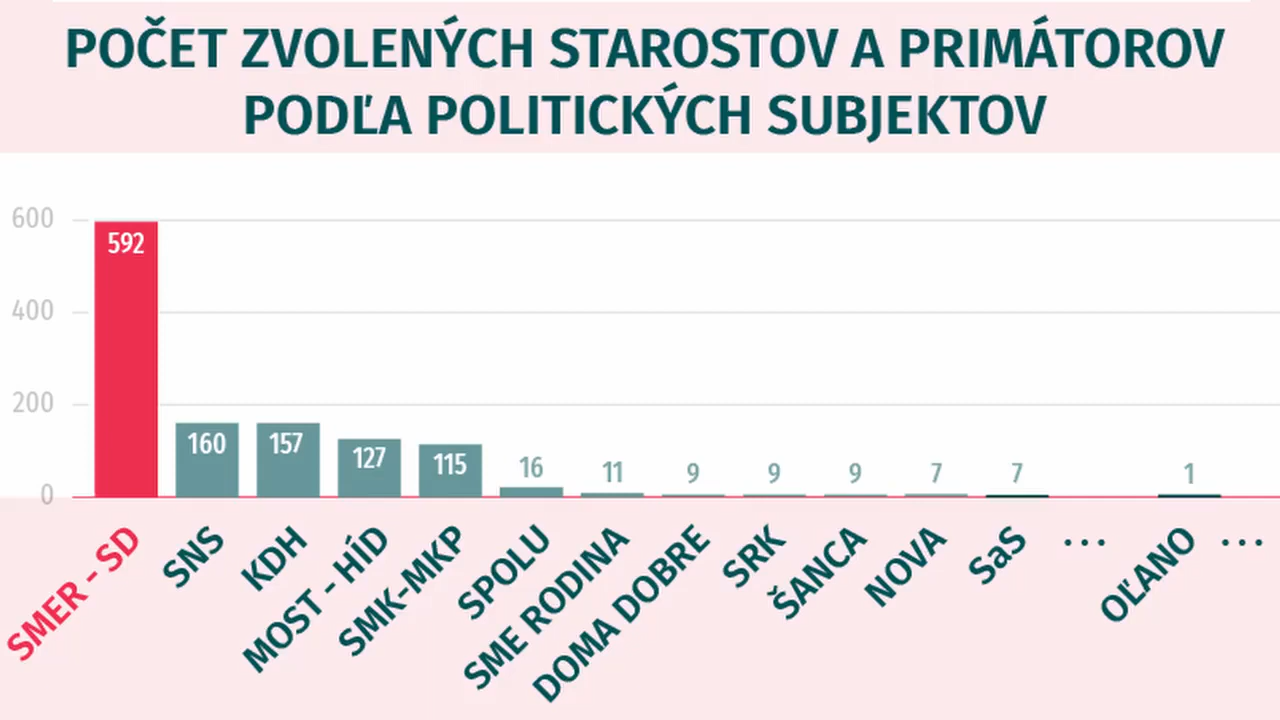 POČET ZVOLENÝCH STAROSTOV A PRIMÁTOROV
PODĽA POLITICKÝCH SUBJEKTOV
600
400
200
0
592
160
157
127
115
16
11
9
9
9
7
7
1
SMER - SD
SNS
KDH
MOST - HÍD
SMK-MKP
SPOLU
SME RODINA
DOMA DOBRE
SRK
ŠANCA
NOVA
SaS
...
OĽANO
...